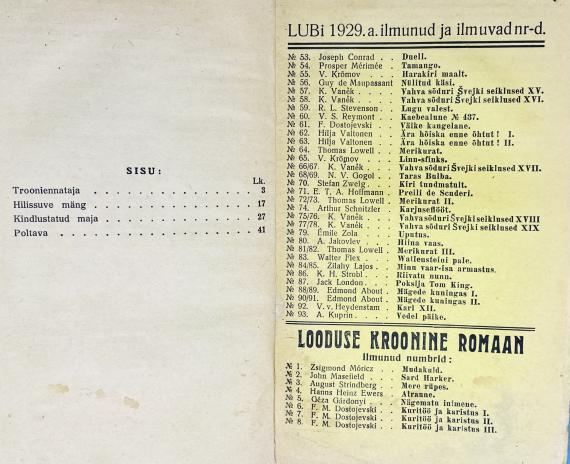 SISU:
Lk.
Trooniennataja . . . . . . . . . . . . 3
Hilissuve mäng . . . . . . . . . . . . 17
Kindlustatud maja . . . . . . . . . . . 27
Poltava . . . . . . . . . . . . . . . 41
LUBi 1929. a. ilmunud ja ilmuvad nr-d.
№ 53. Joseph Conrad . . Duell.
№ 54. Prosper Mérimée . . Tamango.
№ 55. V. Krõmov . . . Harakiri maalt.
№ 56. Guy de Maupassant Nülitud käsi.
№ 57. K. Vaněk . . . Vahva sõduri Švejki seiklused XV.
№ 58. K. Vaněk . . . Vahva sõduri Švejki seiklused XVI.
№ 59. R. L. Stevenson . . Lugu valest.
№ 60. V. S. Reymont . . Kaebealune № 437.
№ 61. F. Dostojevski . . Väike kangelane.
№ 62. Hilja Valtonen . . Ära hõiska enne õhtut! I.
№ 63. Hilja Valtonen . . Ära hõiska enne õhtut! II.
№ 64. Thomas Lowell . . Merikurat.
№ 65. V. Krõmov . . . Linn-sfinks.
№ 66/67. K. Vaněk . . . Vahva sõduri Švejki seiklused XVII.
№ 68/69. N. V. Gogol . . Taras Bulba.
№ 70. Stefan Zweig . . Kiri tundmatult.
№ 71. E. T. A. Hoffmann . Preili de Scuderi.
№ 72/73. Thomas Lowell . Merikurat II.
№ 74. Arthur Schnitzler . Karjuseflööt.
№ 75/76. K. Vaněk . . Vahva sõduri Švejki seiklused XVIII
№ 77/78. K. Vaněk . . Vahva sõduri Švejki seiklused XIX
№ 79. Émile Zola . . . Uputus.
№ 80. A. Jakovlev . . . Hiina vaas.
№ 81/82. Thomas Lowell . Merikurat III.
№ 83. Walter Flex . . . Wallensteini pale.
№ 84/85. Zilahy Lajos . . Minu vaar-isa armastus.
№ 86. K. H. Strobl . . . Riivatu nunn.
№ 87. Jack London . . . Poksija Tom King.
№ 88/89. Edmond About . Mägede kuningas I.
№ 90/91. Edmond About . Mägede kuningas II.
№ 92. V. v. Heydenstam . Karl XII.
№ 93. A. Kuprin . . . . Vedel päike.
LOODUSE KROONINE ROMAAN
Ilmunud numbrid:
№ 1. Zsigmond Móricz . . Mudakuld.
№ 2. John Masefield . . . Sard Harker.
№ 3. August Strindberg . . Mere rüpes.
№ 4. Hanns Heinz Ewers . Alraune.
№ 5. Géza Gárdonyi . . . Nägematu inimene.
№ 6. F. M. Dostojevski . . Kuritöö ja karistus I.
№ 7. F. M. Dostojevski . . Kuritöö ja karistus II.
№ 8. F. M. Dostojevski . . Kuritöö ja karistus III.